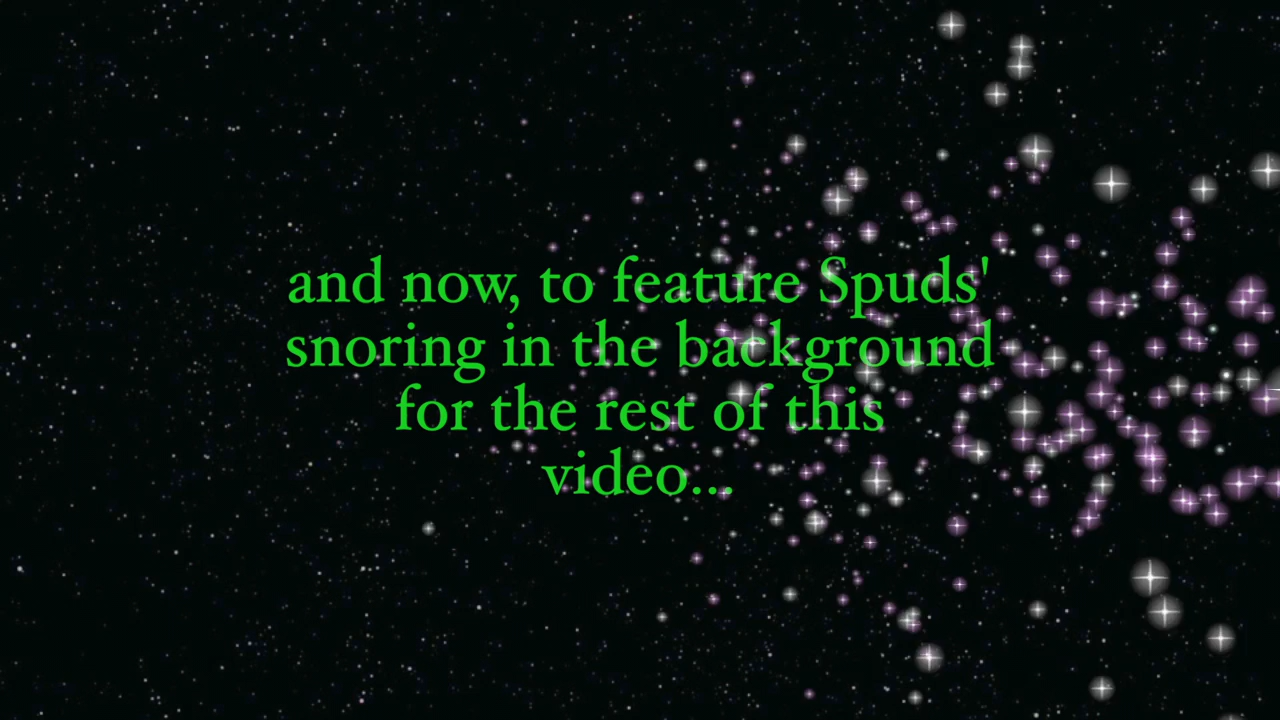 and now, to feature Spuds'
snoring in the background
for the rest of this
video...